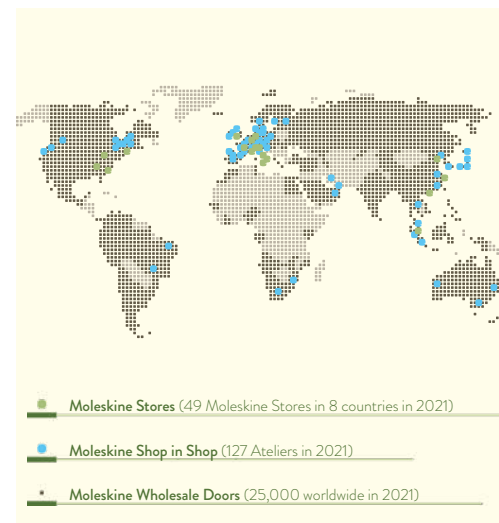 Moleskine Stores (49 Moleskine Stores in 8 countries in 2021)
Moleskine Shop in Shop (127 Ateliers in 2021)
Moleskine Wholesale Doors (25,000 worldwide in 2021)